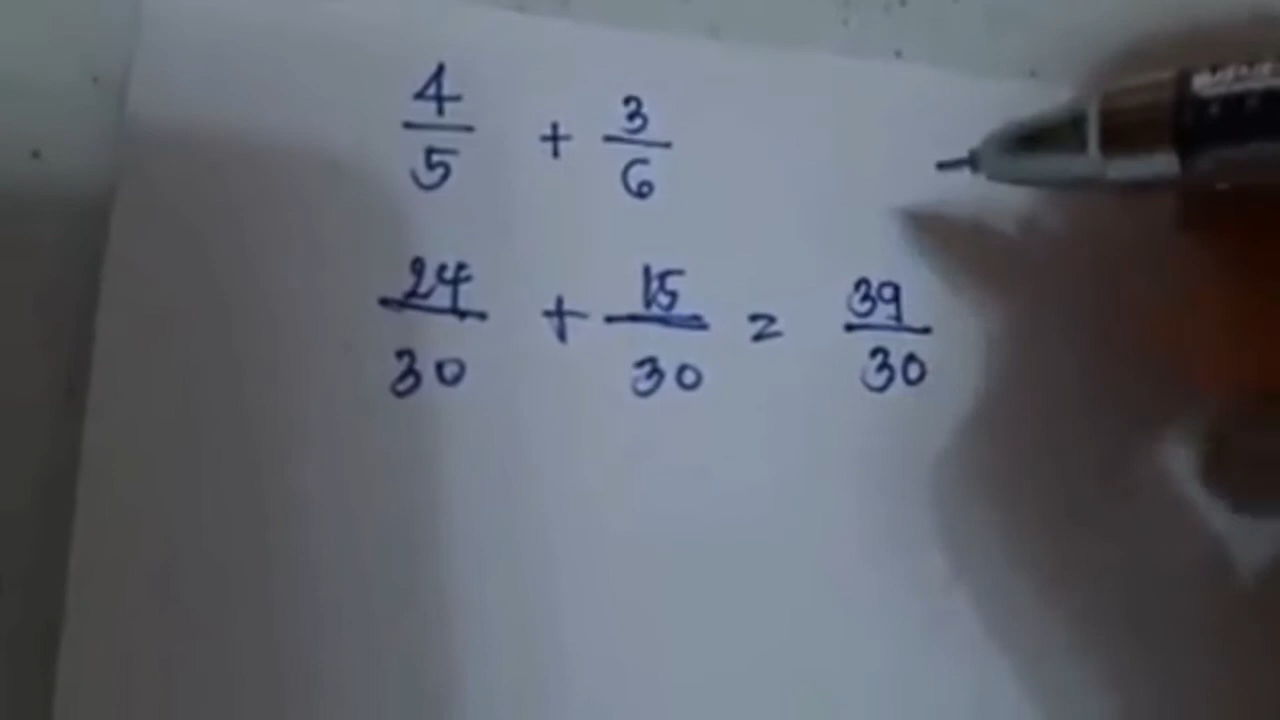 4/5 + 3/6
24/30 + 15/30 = 39/30